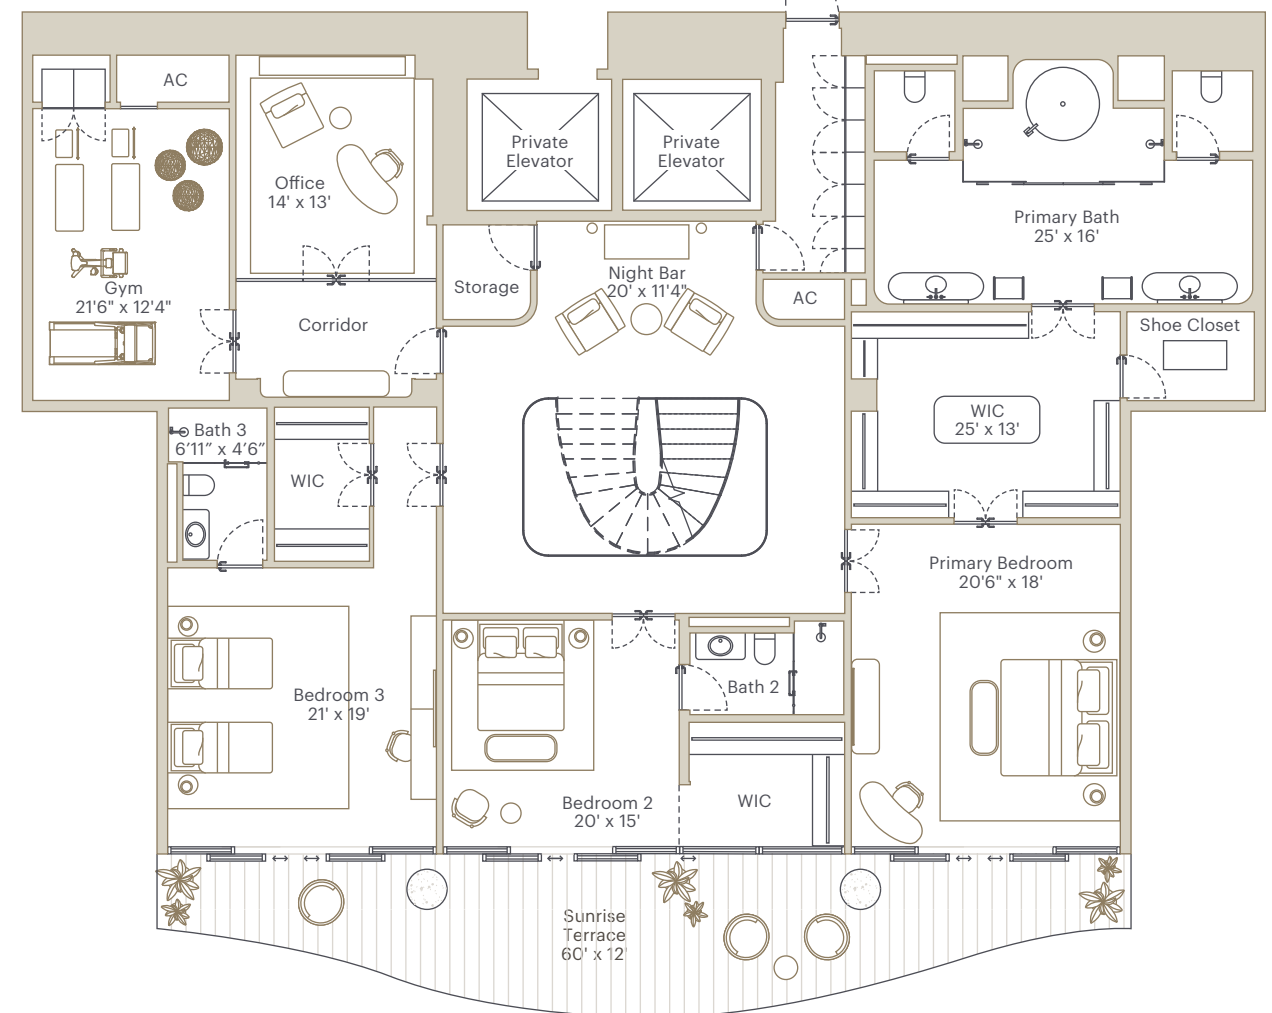 AC
Private
Elevator
Private
Elevator
Office
14' x 13'
Primary Bath
25' x 16'
Night Bar
20' x 11'4"
Storage
Gym
21'6" x 12'4"
AC
Corridor
Shoe Closet
WIC
25' x 13'
Bath 3
6’11” x 4’6”
WIC
Primary Bedroom
20'6" x 18'
Bath 2
Bedroom 3
21' x 19'
Bedroom 2
20' x 15'
WIC
Sunrise
Terrace
60' x 12'